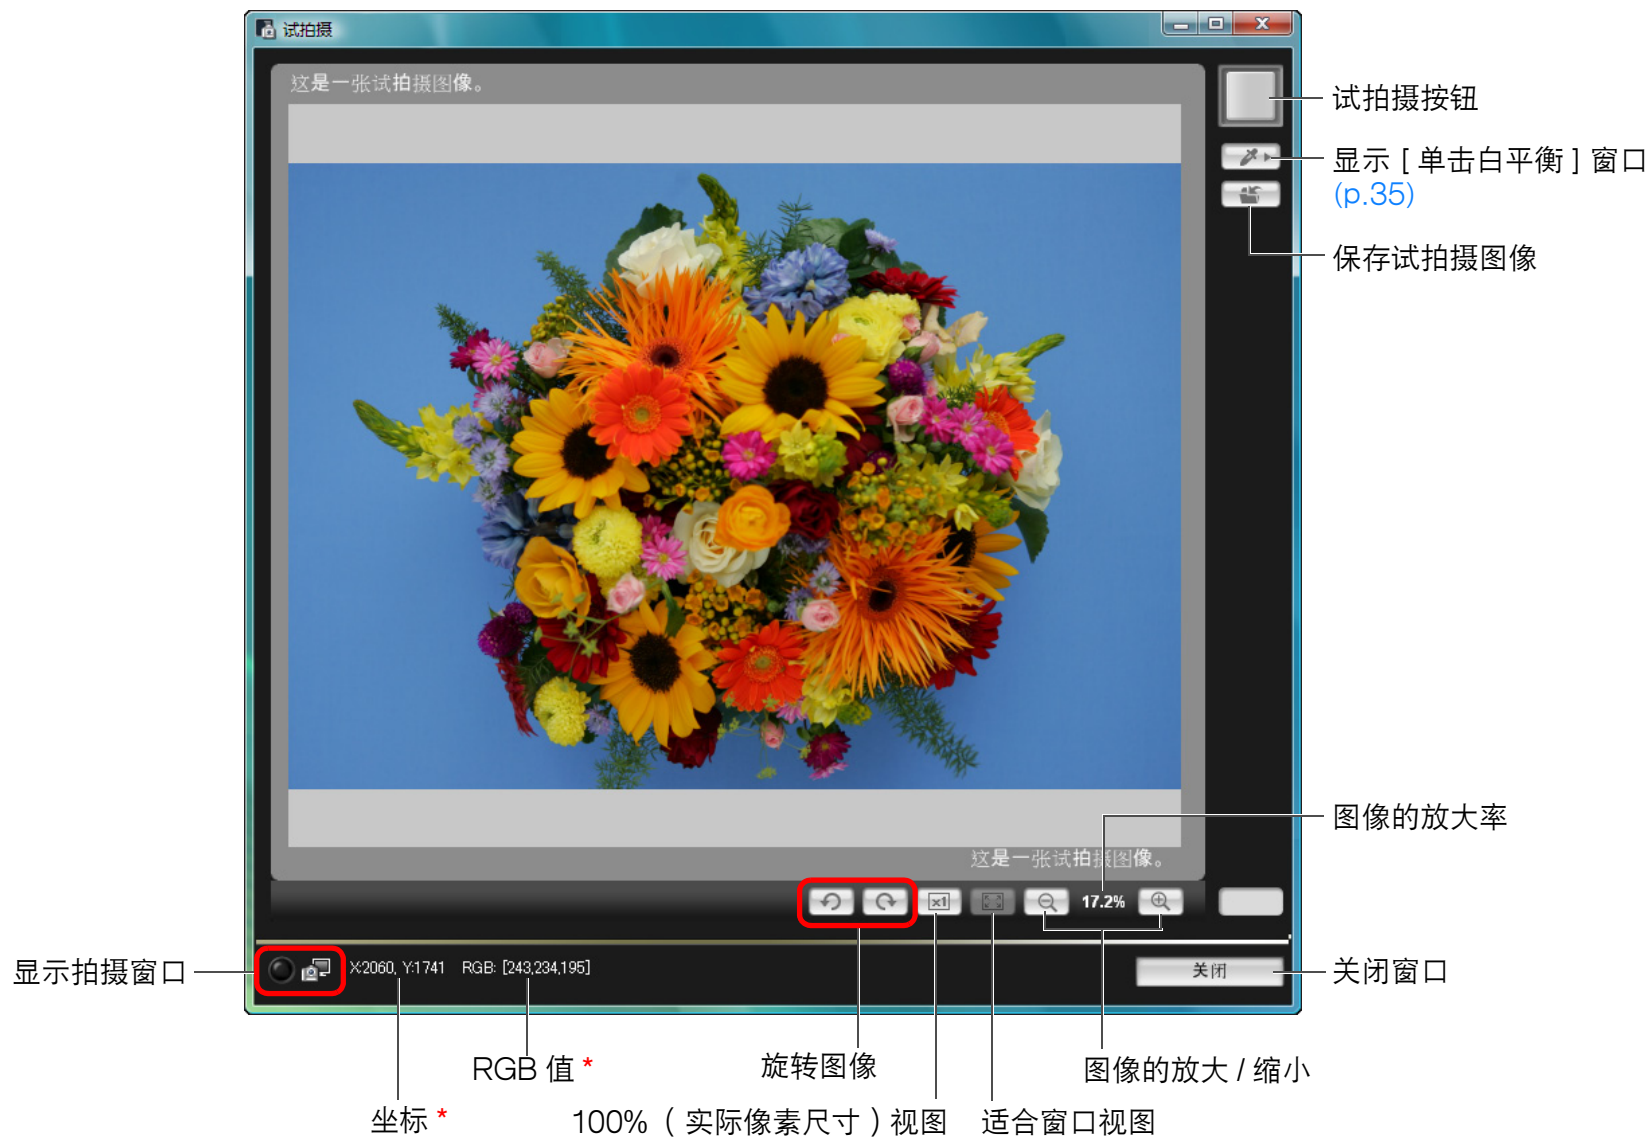 试拍摄
这是一张试拍摄图像。
试拍摄按钮
显示 [ 单击白平衡 ] 窗口
(p.35)
保存试拍摄图像
图像的放大率
这是一张试拍摄图像。
x1
17.2%
显示拍摄窗口
X:2060, Y:1741 RGB: [243,234,195]
关闭
关闭窗口
RGB 值 *
旋转图像
图像的放大 / 缩小
坐标 *
100% ( 实际像素尺寸 ) 视图
适合窗口视图